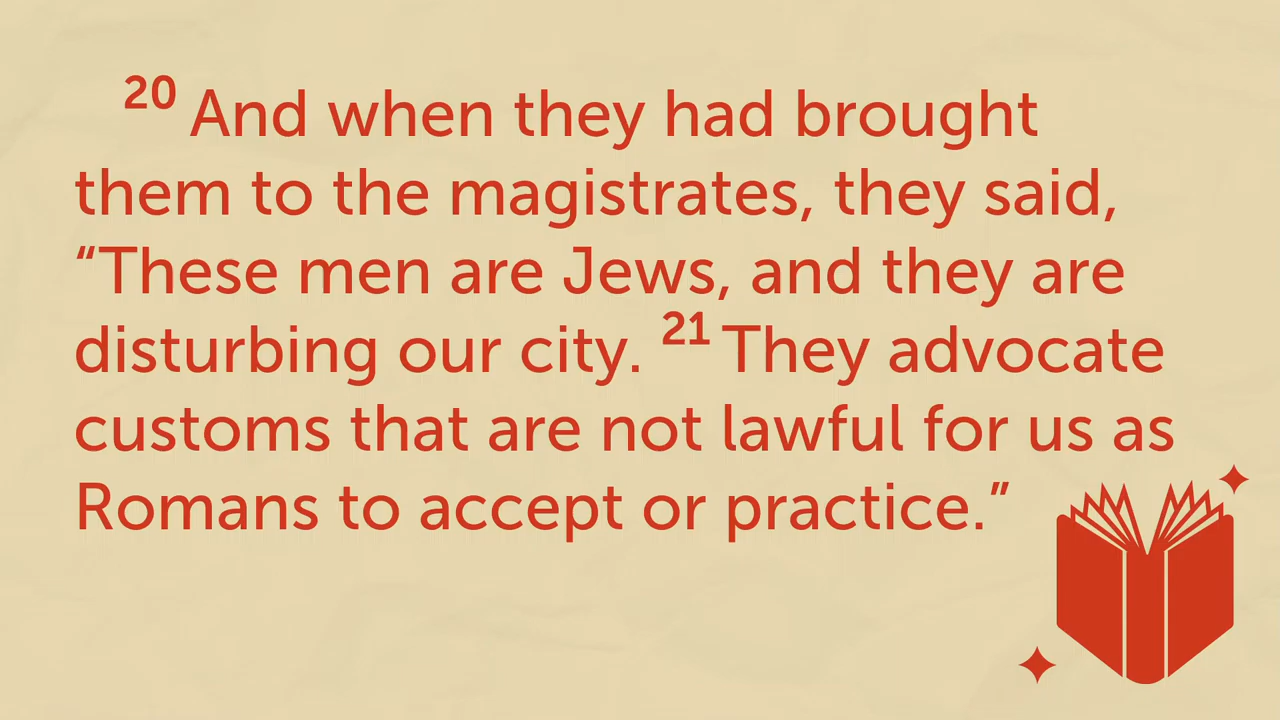 20 And when they had brought
them to the magistrates, they said,
“These men are Jews, and they are
disturbing our city. 21 They advocate
customs that are not lawful for us as
Romans to accept or practice.”